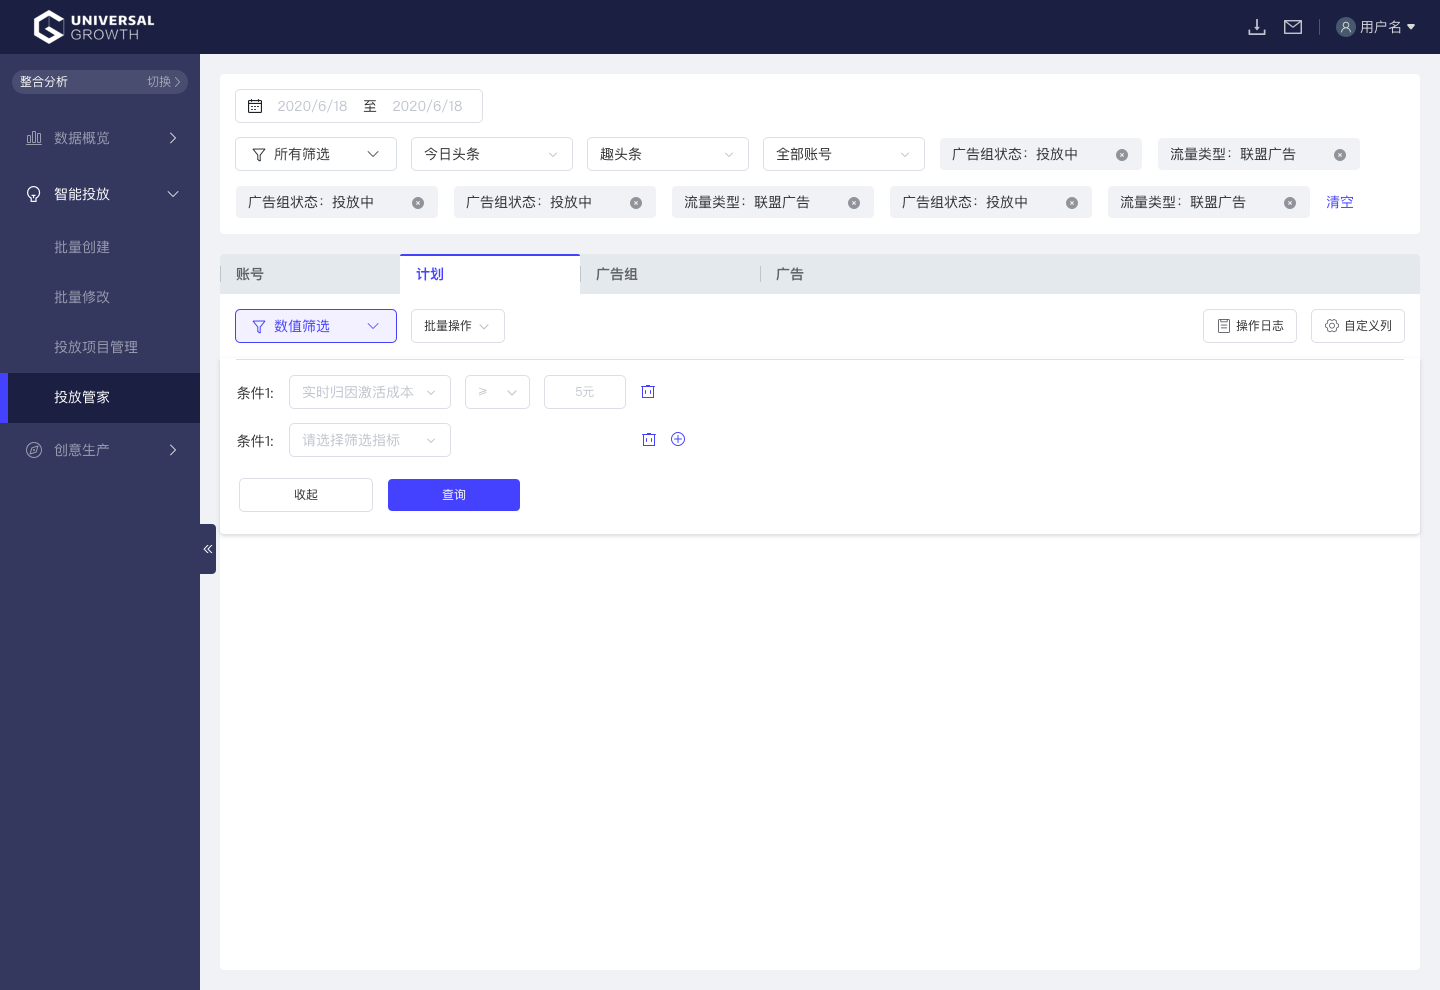 UNIVERSAL
GROWTH
用户名
整合分析 切换
数据概览
智能投放
批量创建
批量修改
投放项目管理
投放管家
创意生产
2020/6/18 至 2020/6/18
所有筛选 今日头条 趣头条 全部账号 广告组状态：投放中 流量类型：联盟广告
广告组状态：投放中 广告组状态：投放中 流量类型：联盟广告 广告组状态：投放中 流量类型：联盟广告 清空
账号 计划 广告组 广告
数值筛选 批量操作 操作日志 自定义列
条件1: 实时归因激活成本 ≥ 5元
条件1: 请选择筛选指标
收起 查询